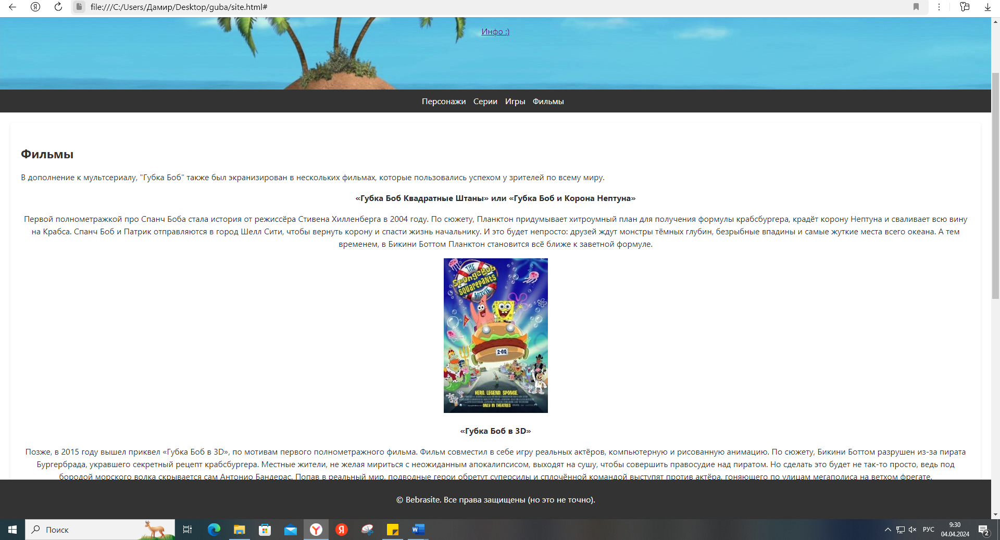 file:///C:/Users/Дамир/Desktop/guba/site.html#
Инфо :)
Персонажи Серии Игры Фильмы
Фильмы
В дополнение к мультсериалу, "Губка Боб" также был экранизирован в нескольких фильмах, которые пользовались успехом у зрителей по всему миру.
«Губка Боб Квадратные Штаны» или «Губка Боб и Корона Нептуна»
Первой полнометражкой про Спанч Боба стала история от режиссёра Стивена Хилленберга в 2004 году. По сюжету, Планктон придумывает хитроумный план для получения формулы крабсбургера, крадёт корону Нептуна и сваливает всю вину
на Крабса. Спанч Боб и Патрик отправляются в город Шелл Сити, чтобы вернуть корону и спасти жизнь начальнику. И это будет непросто: друзей ждут монстры тёмных глубин, безрыбные впадины и самые жуткие места всего океана. А тем
временем, в Бикини Боттом Планктон становится всё ближе к заветной формуле.
THE
SpongeBob
SQUAREPANTS
MOVIE
2-GO
HERO. LEGEND. SPONGE.
ONLY IN THEATRES
«Губка Боб в 3D»
Позже, в 2015 году вышел приквел «Губка Боб в 3D», по мотивам первого полнометражного фильма. Фильм совместил в себе игру реальных актёров, компьютерную и рисованную анимацию. По сюжету, Бикини Боттом разрушен из-за пирата
Бургербрада, укравшего секретный рецепт крабсбургера. Местные жители, не желая мириться с неожиданным апокалипсисом, выходят на сушу, чтобы совершить правосудие над пиратом. Но сделать это будет не так-то просто, ведь под
бородой морского волка скрывается сам Антонио Бандерас. Попав в реальный мир, подводные герои обретут суперсилы и сплочённой командой выступят против актёра, гоняющего по улицам мегаполиса на ветхом фрегате.
© Bebrasite. Все права защищены (но это не точно).
Поиск
РУС
9:30
04.04.2024
2